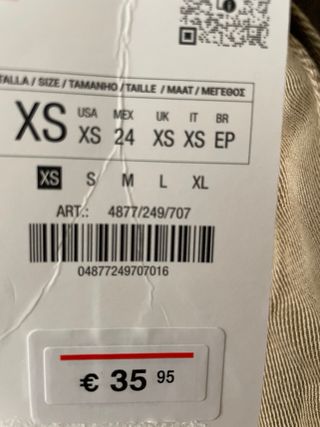 TALLA / SIZE / TAMANHO / TAILLE / MAAT / ΜΕΓΕΘΟΣ
XS USA XS MEX 24 UK XS IT XS BR EP
XS S M L XL
ART.: 4877/249/707
04877249707016
€ 35 95